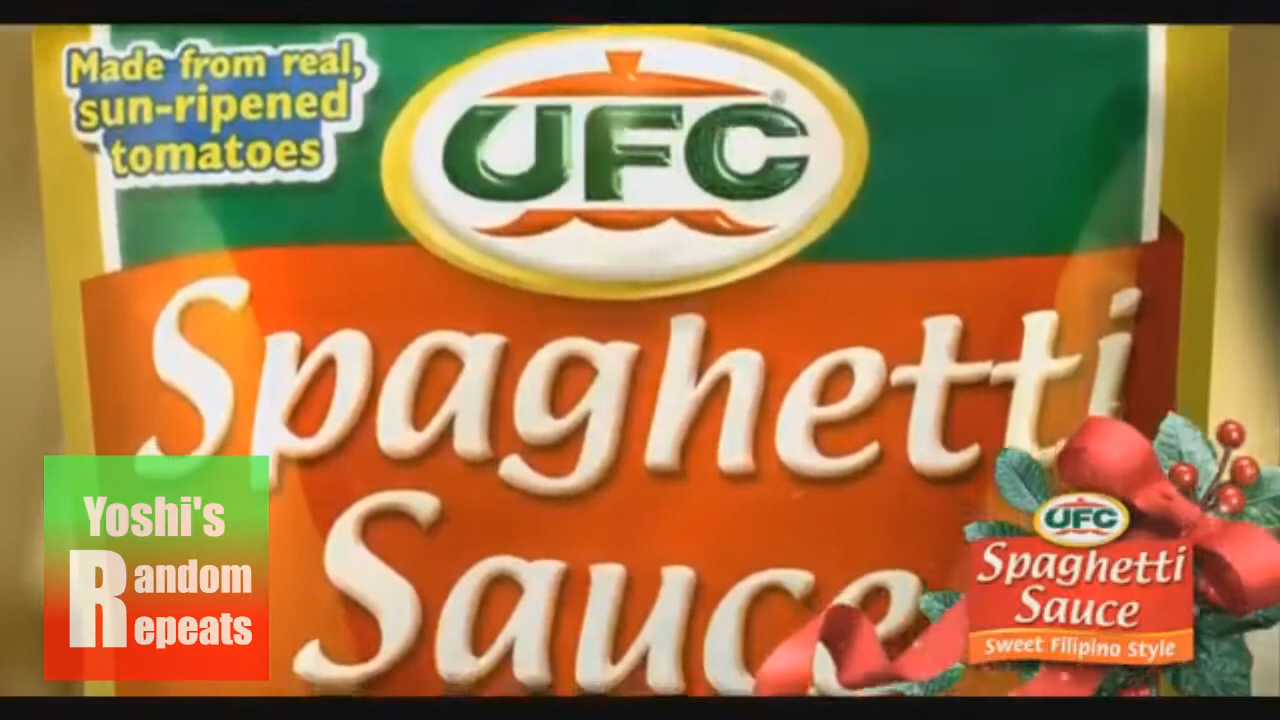 Made from real,
sun-ripened
tomatoes
UFC®
Spaghetti
Sauce
Yoshi's
Random
Repeats
UFC
Spaghetti
Sauce
Sweet Filipino Style